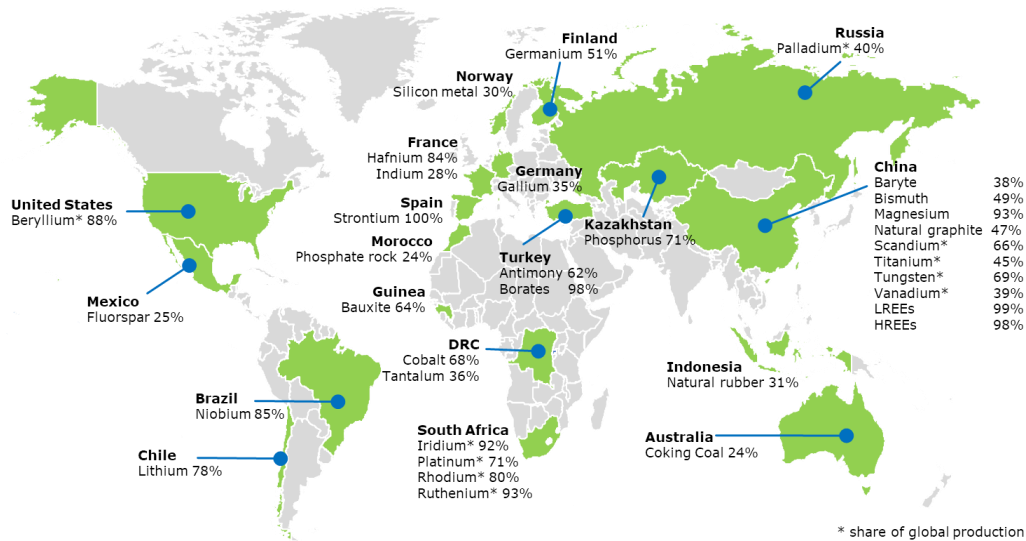 Finland
Germanium 51%
Russia
Palladium* 40%
Norway
Silicon metal 30%
France
Hafnium 84%
Indium 28%
Germany
Gallium 35%
China
Baryte 38%
Bismuth 49%
Magnesium 93%
Natural graphite 47%
Scandium* 66%
Titanium* 45%
Tungsten* 69%
Vanadium* 39%
LREEs 99%
HREEs 98%
United States
Beryllium* 88%
Spain
Strontium 100%
Kazakhstan
Phosphorus 71%
Morocco
Phosphate rock 24%
Turkey
Antimony 62%
Borates 98%
Mexico
Fluorspar 25%
Guinea
Bauxite 64%
DRC
Cobalt 68%
Tantalum 36%
Indonesia
Natural rubber 31%
Brazil
Niobium 85%
South Africa
Iridium* 92%
Platinum* 71%
Rhodium* 80%
Ruthenium* 93%
Australia
Coking Coal 24%
Chile
Lithium 78%
* share of global production